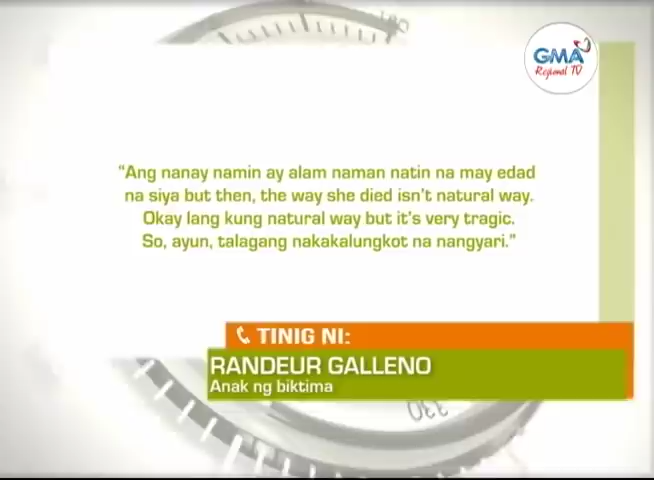 GMA
Regional TV
"Ang nanay namin ay alam naman natin na may edad
na siya but then, the way she died isn't natural way.
Okay lang kung natural way but it's very tragic.
So, ayun, talagang nakakalungkot na nangyari."
TINIG NI:
RANDEUR GALLENO
Anak ng biktima
330